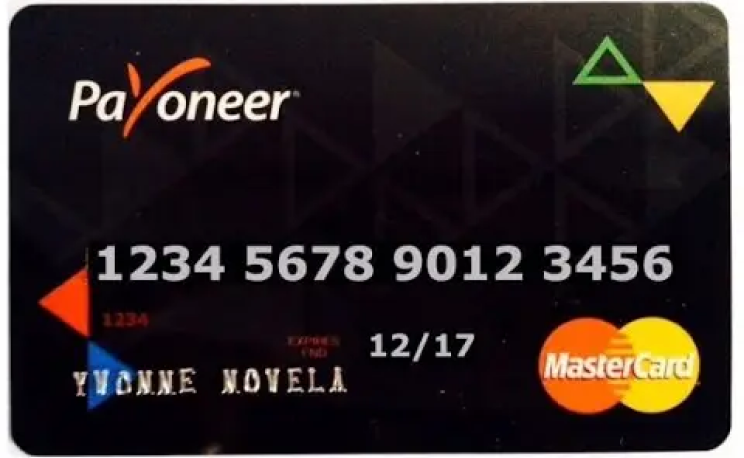 Payoneer
1234 5678 9012 3456
1234
EXPIRES
END
12/17
YVONNE NOVELA
MasterCard